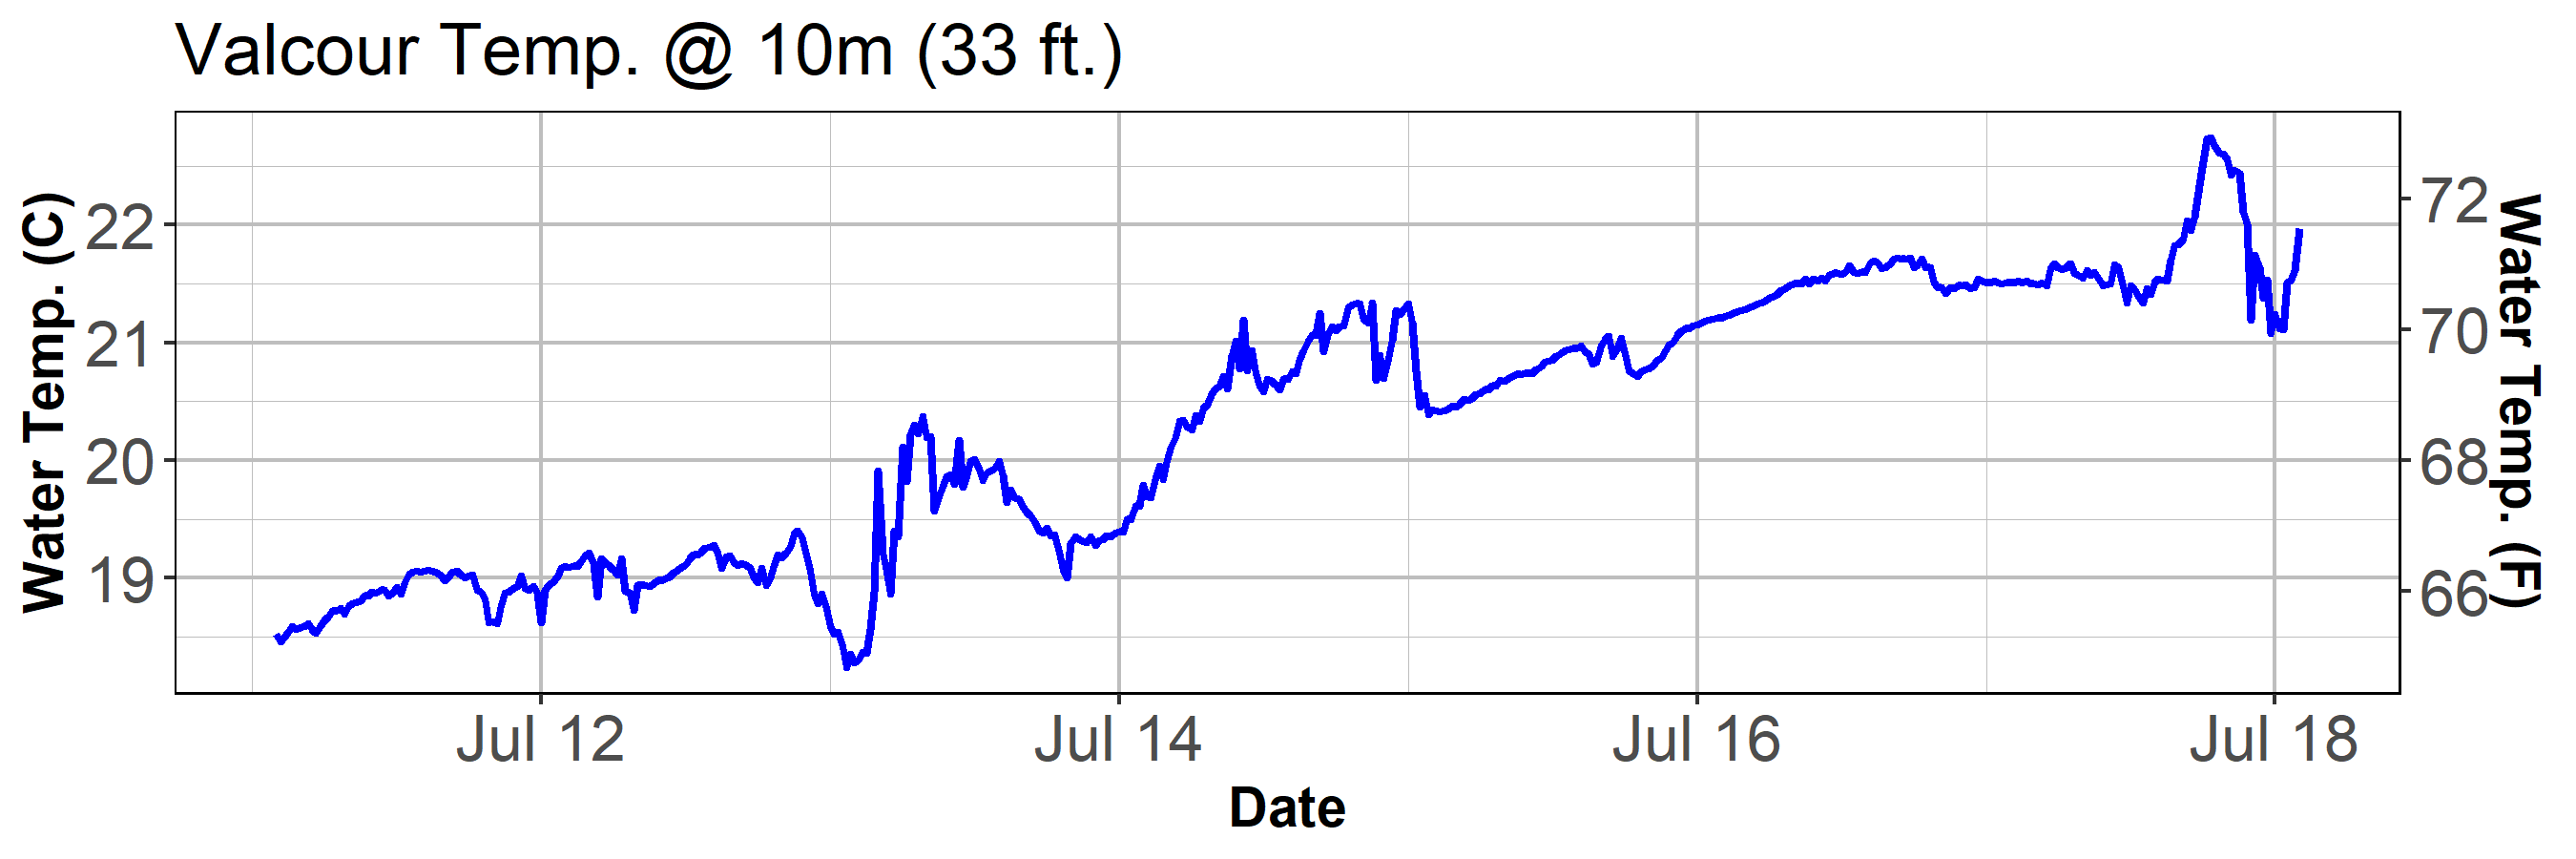 Valcour Temp. @ 10m (33 ft.)
Water Temp. (C)
22
21
20
19
72
70
68
66
Water Temp. (F)
Jul 12
Jul 14
Jul 16
Jul 18
Date